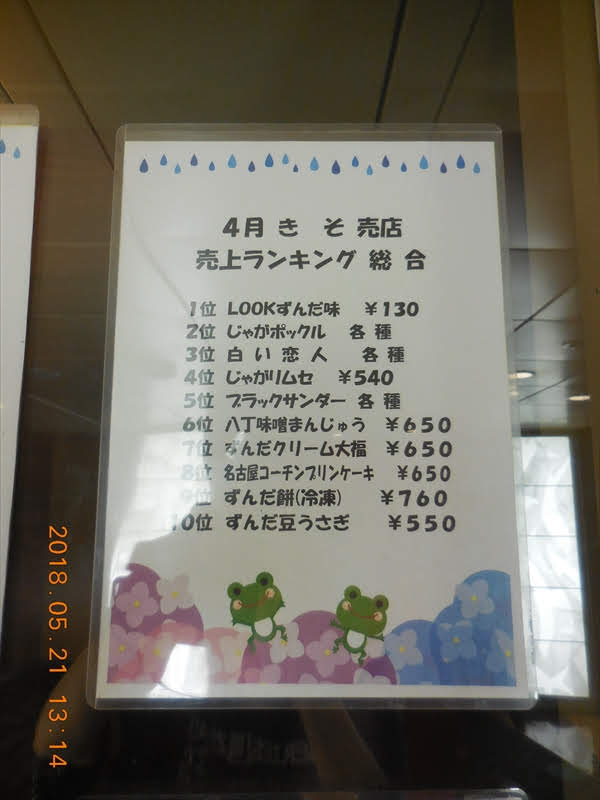 4月 き そ 売店
売上ランキング 総 合
1位 LOOKずんだ味 ¥130
2位 じゃがポックル 各 種
3位 白 い 恋 人 各 種
4位 じゃがリムセ ¥540
5位 ブラックサンダー 各 種
6位 八丁味噌まんじゅう ¥650
7位 ずんだクリーム大福 ¥650
8位 名古屋コーチンプリンケーキ ¥650
9位 ずんだ餅(冷凍) ¥760
10位 ずんだ豆うさぎ ¥550
2018.05.21 13:14